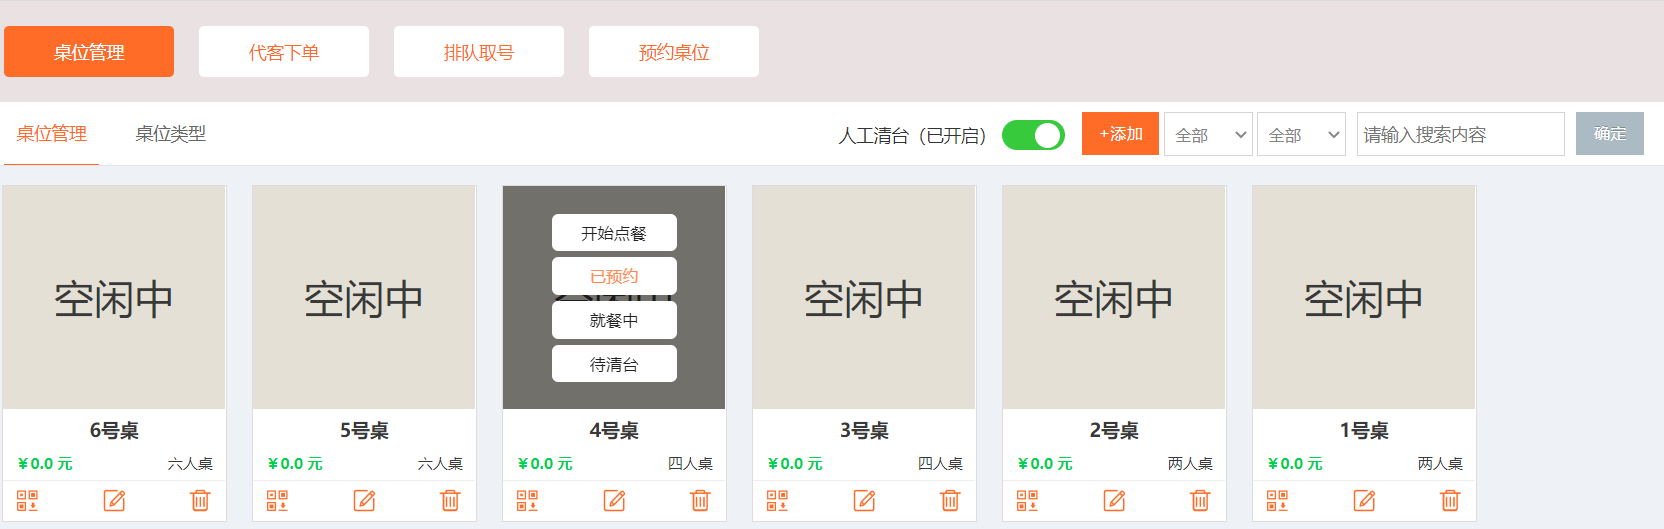 桌位管理 代客下单 排队取号 预约桌位
桌位管理 桌位类型 人工清台（已开启） +添加 全部 全部 请输入搜索内容 确定
空闲中 空闲中 开始点餐 空闲中 空闲中 空闲中
已预约
就餐中
待清台
6号桌 5号桌 4号桌 3号桌 2号桌 1号桌
￥0.0 元 六人桌 ￥0.0 元 六人桌 ￥0.0 元 四人桌 ￥0.0 元 四人桌 ￥0.0 元 两人桌 ￥0.0 元 两人桌